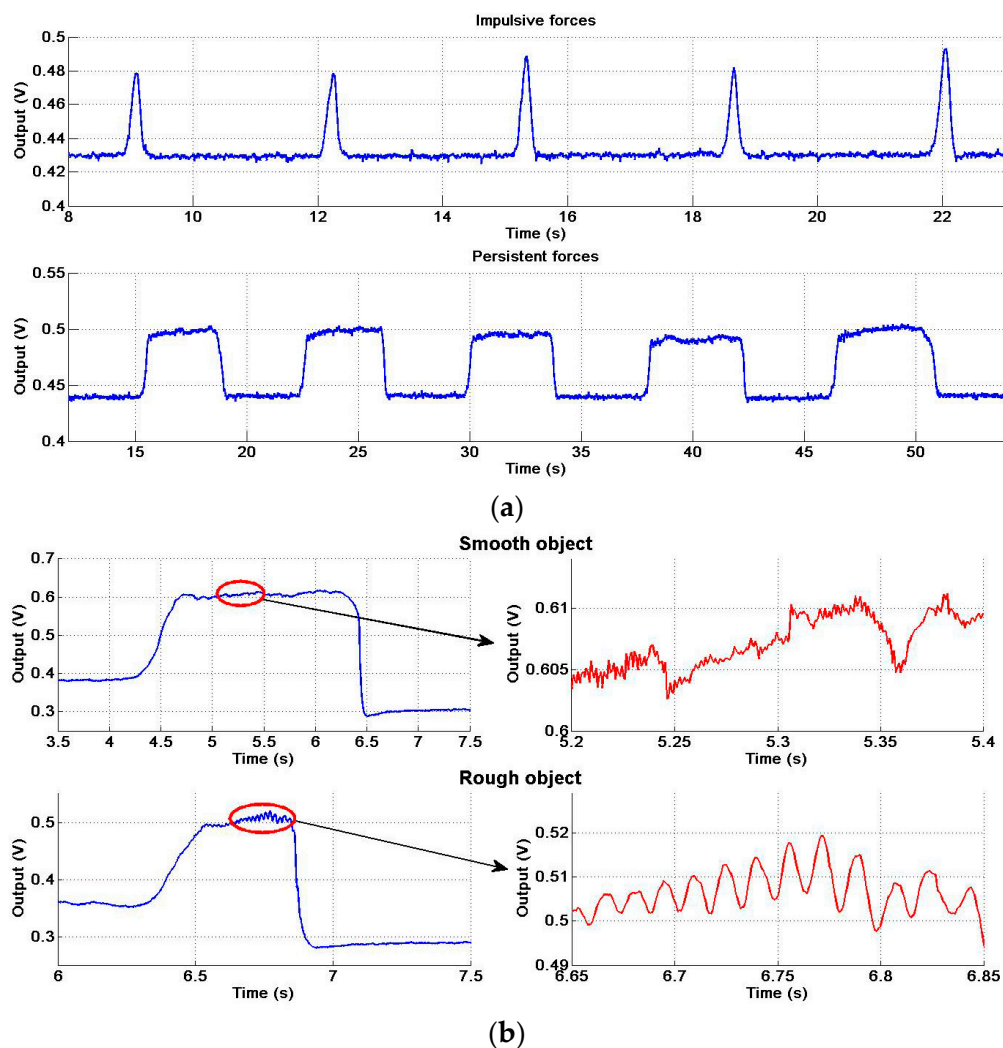 Impulsive forces
0.5
0.48
0.46
0.44
0.42
0.4
Output (V)
8 10 12 14 16 18 20 22
Time (s)
Persistent forces
0.55
0.5
0.45
0.4
Output (V)
15 20 25 30 35 40 45 50
Time (s)
(a)
Smooth object
0.7
0.6
0.5
0.4
0.3
Output (V)
3.5 4 4.5 5 5.5 6 6.5 7 7.5
Time (s)
0.61
0.605
0.6
Output (V)
5.2 5.25 5.3 5.35 5.4
Time (s)
Rough object
0.5
0.4
0.3
Output (V)
6 6.5 7 7.5
Time (s)
0.52
0.51
0.5
0.49
Output (V)
6.65 6.7 6.75 6.8 6.85
Time (s)
(b)